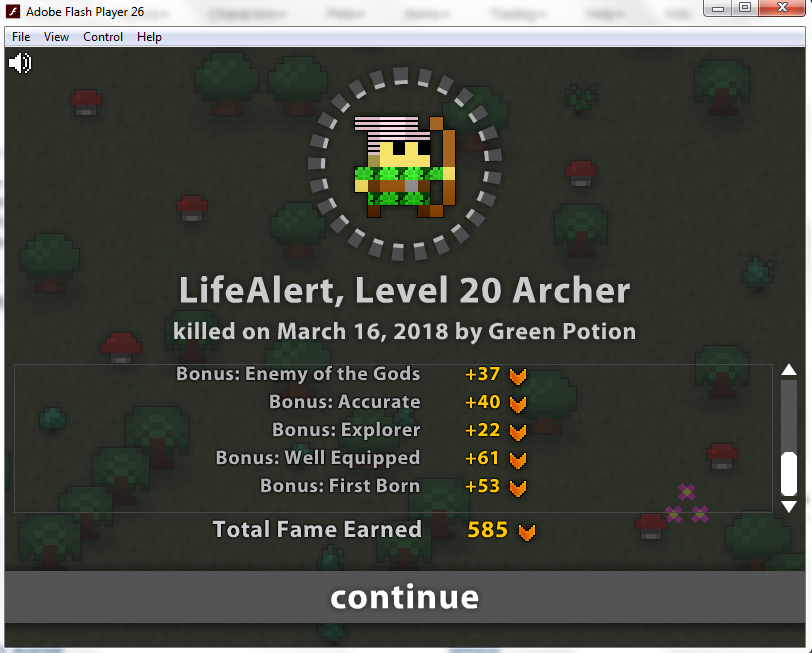 Adobe Flash Player 26
File View Control Help
LifeAlert, Level 20 Archer
killed on March 16, 2018 by Green Potion
Bonus: Enemy of the Gods +37
Bonus: Accurate +40
Bonus: Explorer +22
Bonus: Well Equipped +61
Bonus: First Born +53
Total Fame Earned 585
continue